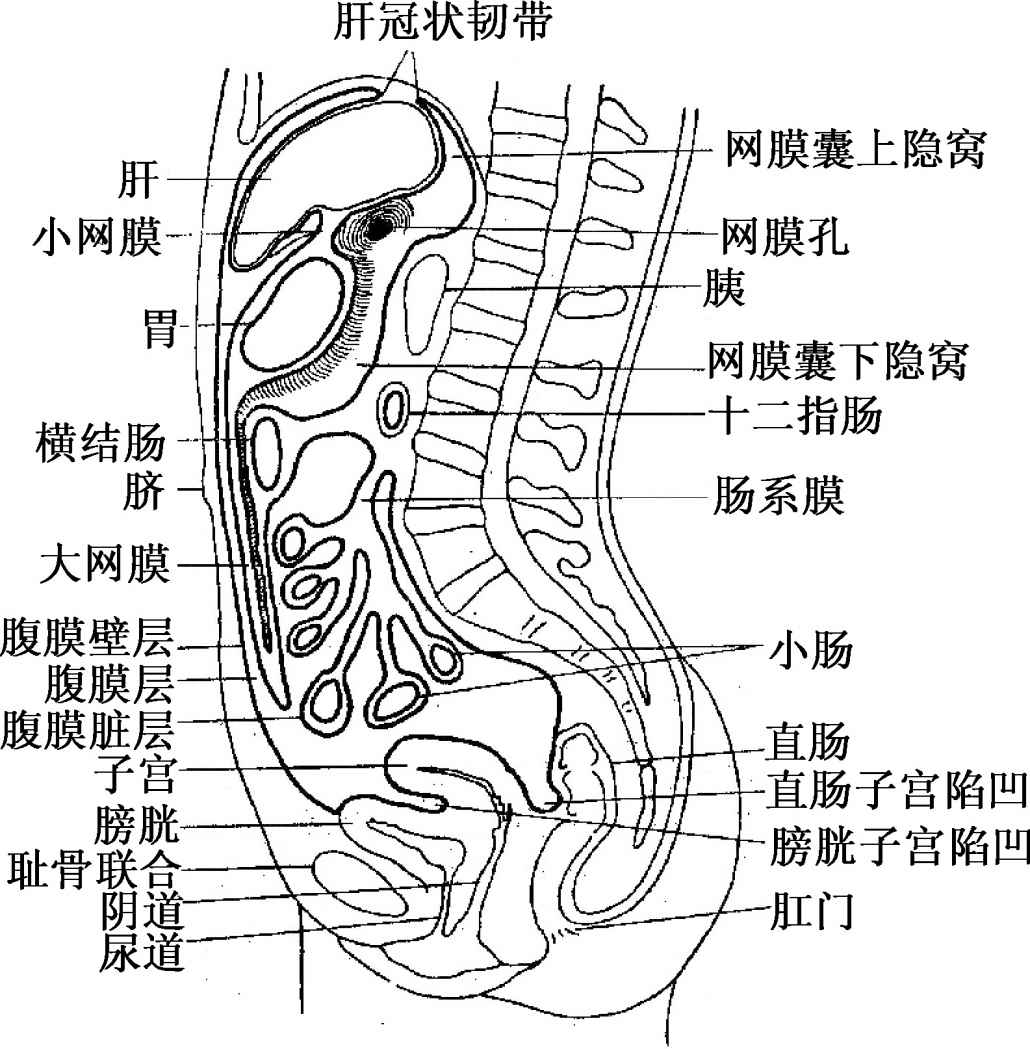 肝冠状韧带
肝
小网膜
胃
横结肠
脐
大网膜
腹膜壁层
腹膜层
腹膜脏层
子宫
膀胱
耻骨联合
阴道
尿道
网膜囊上隐窝
网膜孔
胰
网膜囊下隐窝
十二指肠
肠系膜
小肠
直肠
直肠子宫陷凹
膀胱子宫陷凹
肛门